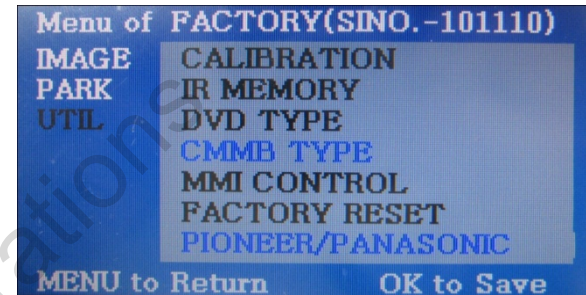 Menu of FACTORY(SINO.-101110)
IMAGE CALIBRATION
PARK IR MEMORY
UTIL DVD TYPE
CMMB TYPE
MMI CONTROL
FACTORY RESET
PIONEER/PANASONIC
MENU to Return OK to Save